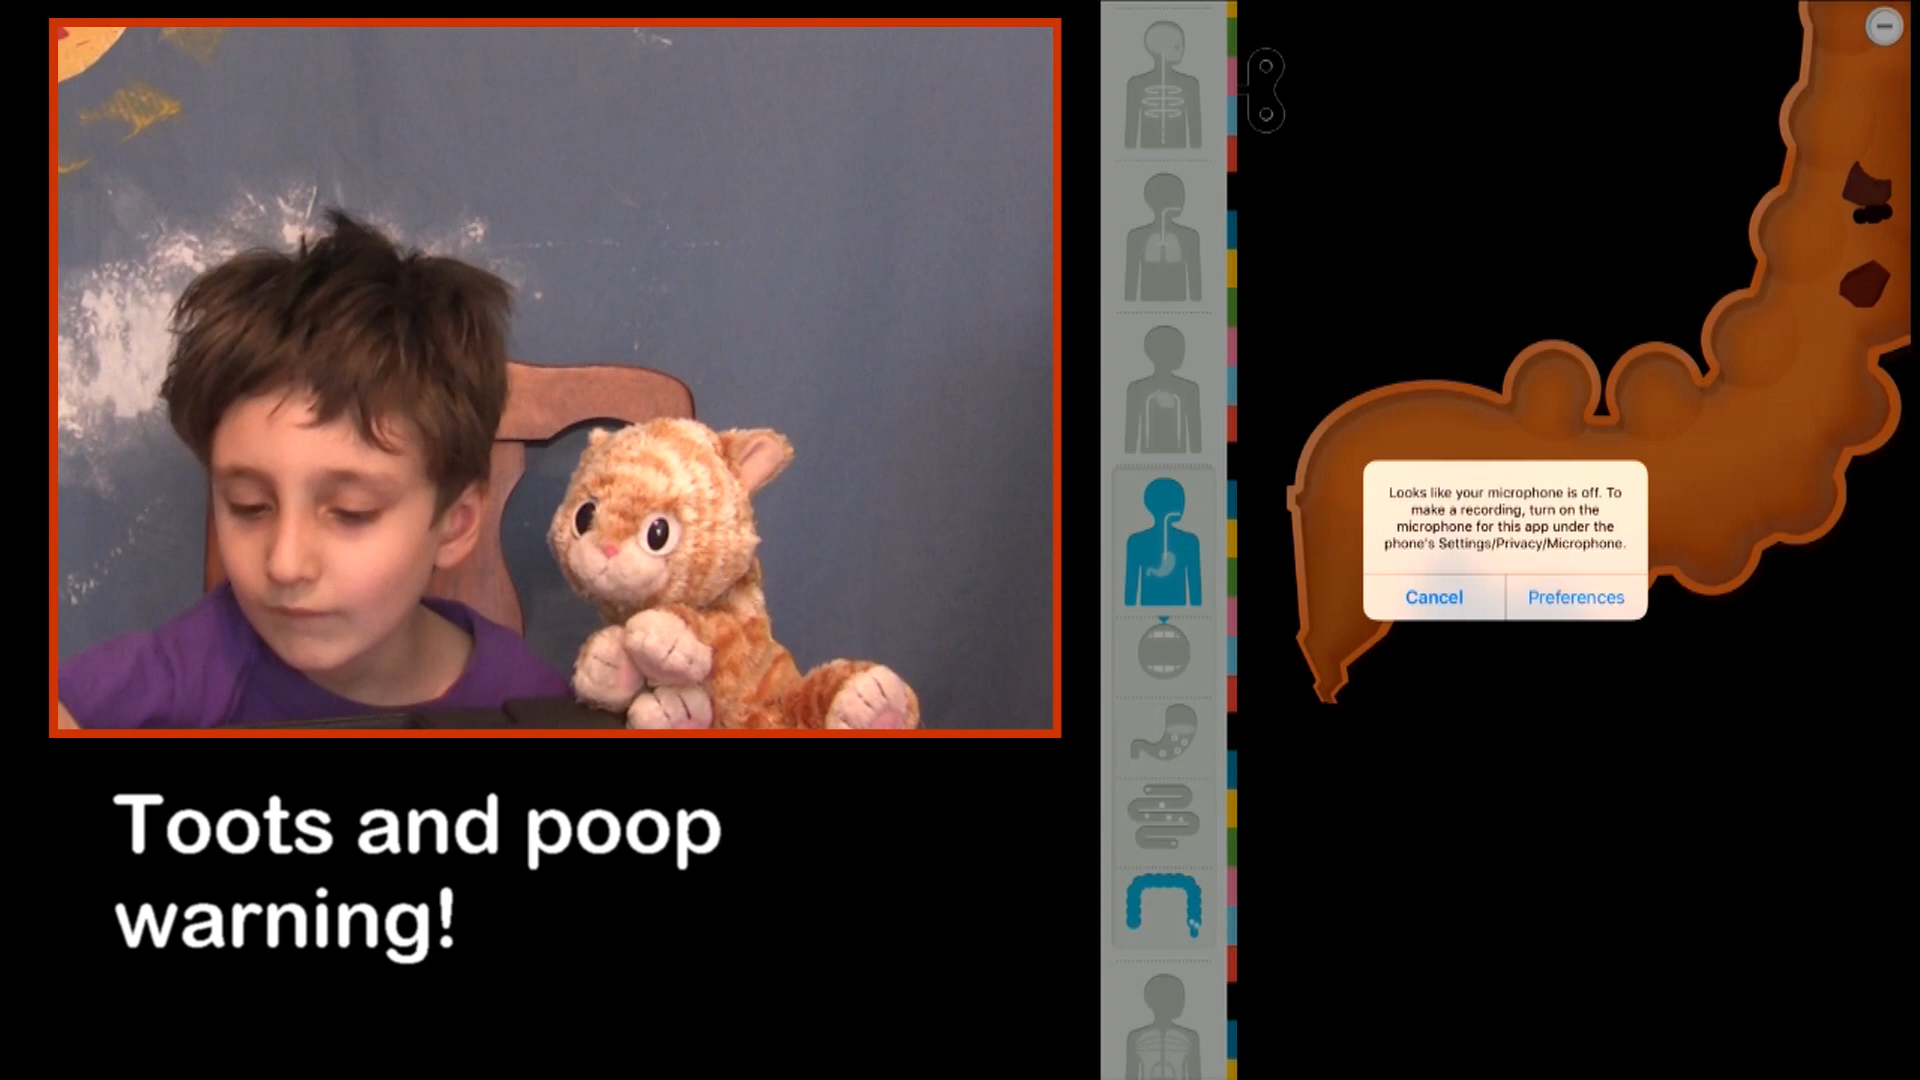 Toots and poop
warning!
Looks like your microphone is off. To
make a recording, turn on the
microphone for this app under the
phone's Settings/Privacy/Microphone.
Cancel
Preferences